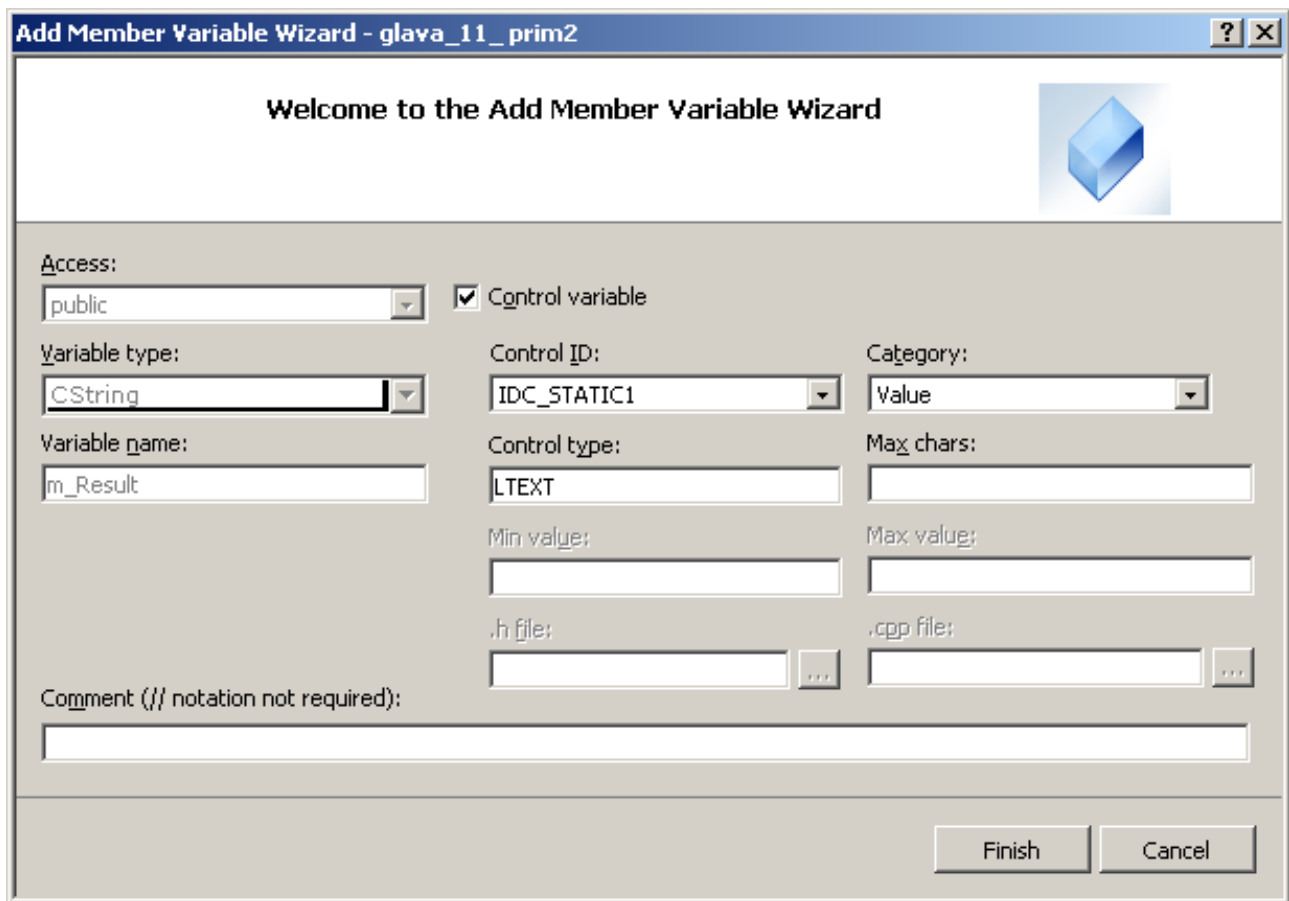 Add Member Variable Wizard - glava_11_ prim2
Welcome to the Add Member Variable Wizard
Access:
public
Control variable
Variable type:
Control ID:
Category:
CString
IDC_STATIC1
Value
Variable name:
Control type:
Max chars:
m_Result
LTEXT
Min value:
Max value:
.h file:
.cpp file:
...
...
Comment (// notation not required):
Finish
Cancel